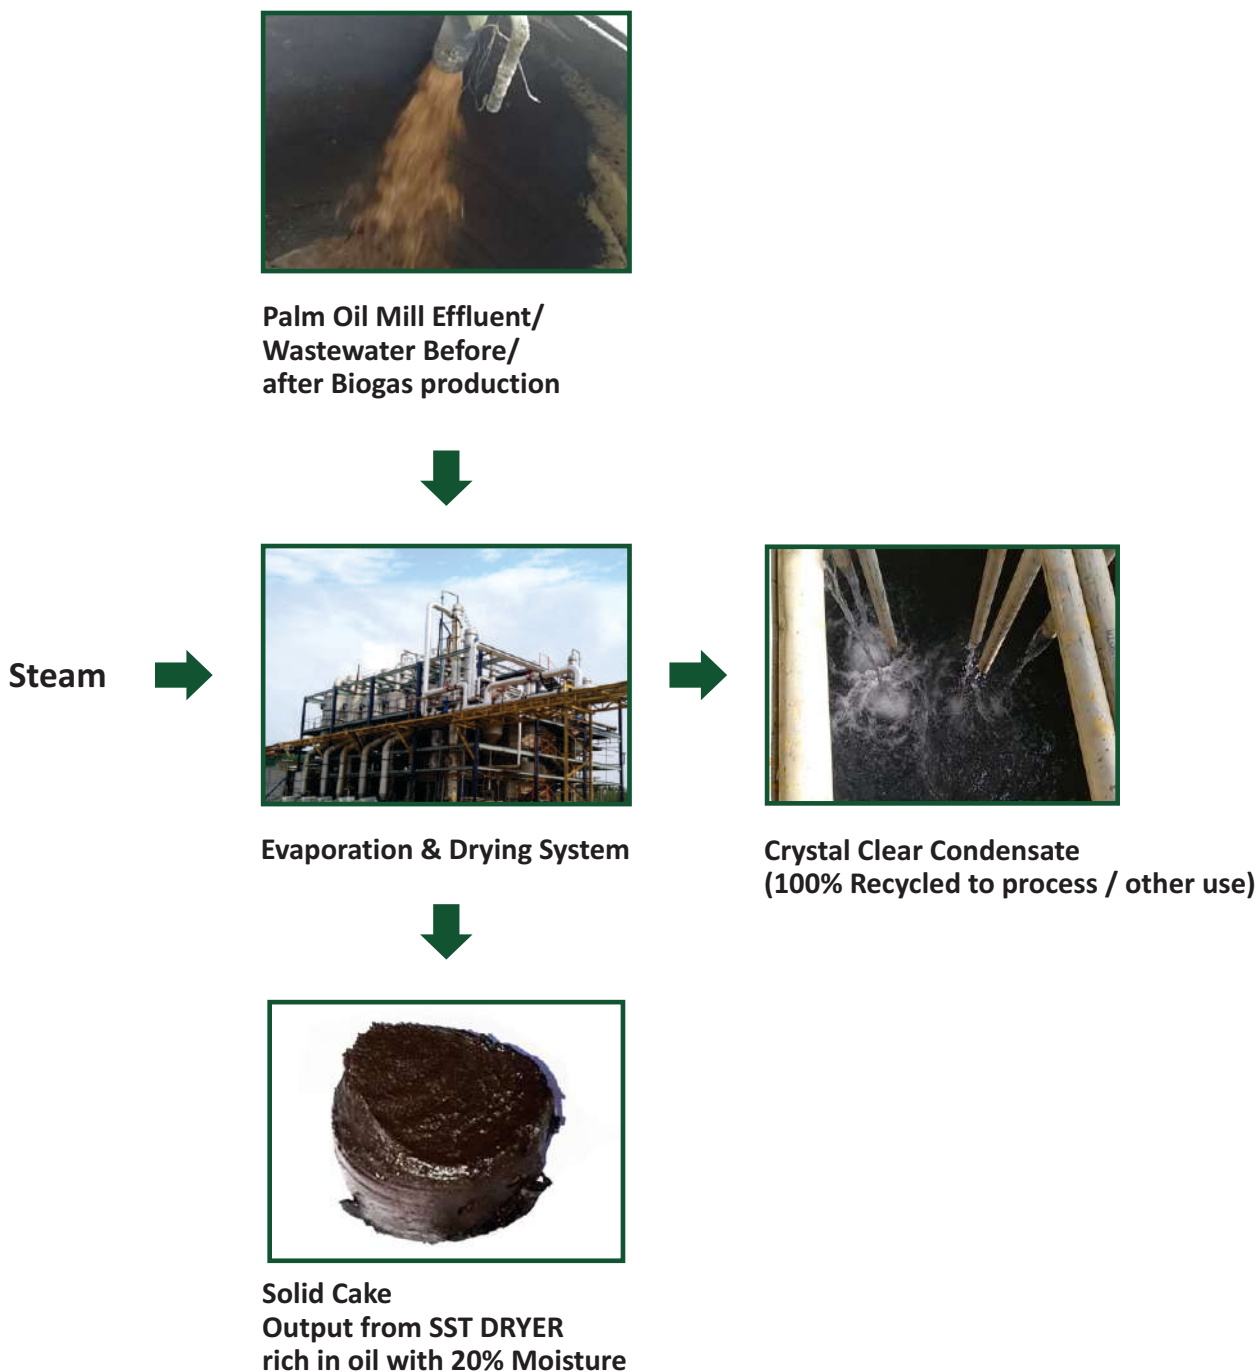 Palm Oil Mill Effluent/
Wastewater Before/
after Biogas production
Steam
Evaporation & Drying System
Crystal Clear Condensate
(100% Recycled to process / other use)
Solid Cake
Output from SST DRYER
rich in oil with 20% Moisture